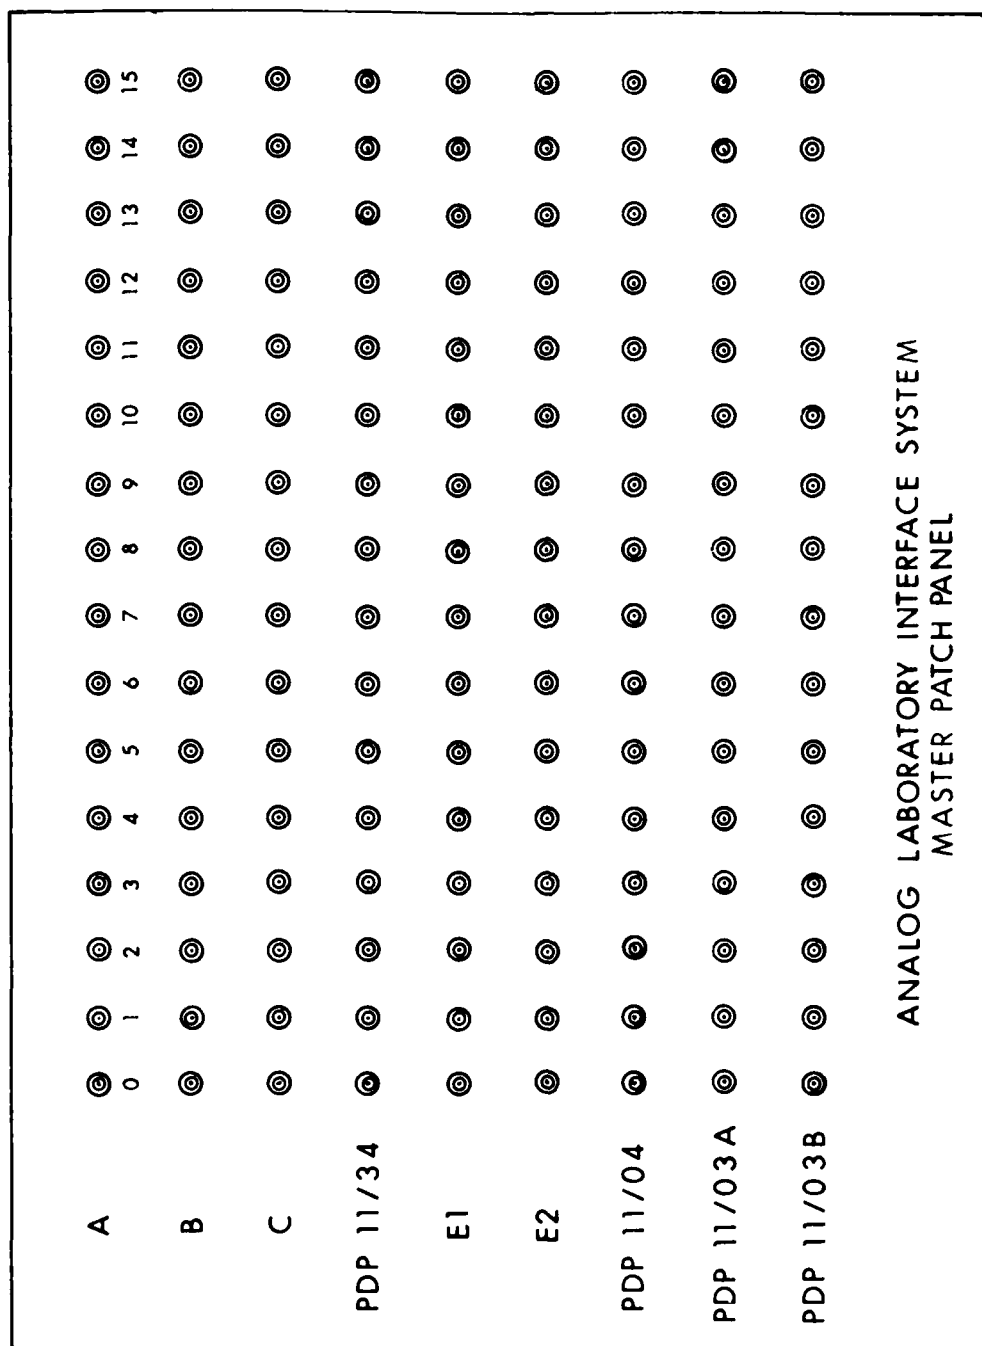 A
0 1 2 3 4 5 6 7 8 9 10 11 12 13 14 15
B
C
PDP 11/34
E1
E2
PDP 11/04
PDP 11/03A
PDP 11/03B
ANALOG LABORATORY INTERFACE SYSTEM
MASTER PATCH PANEL